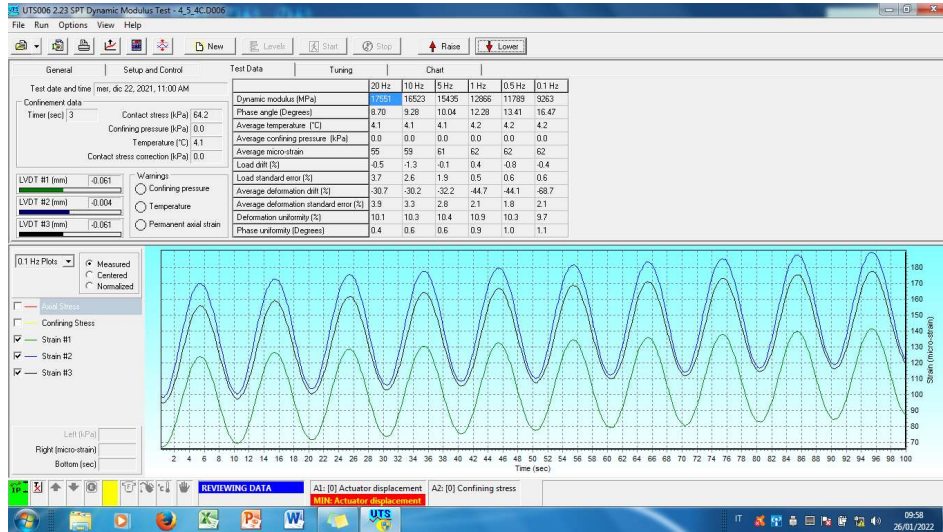 UTS006 2.23 SPT Dynamic Modulus Test - 4_5_4C.D006
File Run Options View Help
New Levels Start Stop Raise Lower
General Setup and Control Test Data Tuning Chart
Test date and time mer, dic 22, 2021, 11:00 AM
Confinement data
Timer (sec) 3 Contact stress (kPa) 64.2
Confining pressure (kPa) 0.0
Temperature (°C) 4.1
Contact stress correction (kPa) 0.0
LVDT #1 (mm) -0.061
LVDT #2 (mm) -0.004
LVDT #3 (mm) -0.061
Warnings
Confining pressure
Temperature
Permanent axial strain
20 Hz 10 Hz 5 Hz 1 Hz 0.5 Hz 0.1 Hz
Dynamic modulus (MPa) 17551 16523 15435 12866 11789 9263
Phase angle (Degrees) 8.70 9.28 10.04 12.28 13.41 16.47
Average temperature (°C) 4.1 4.1 4.1 4.2 4.2 4.2
Average confining pressure (kPa) 0.0 0.0 0.0 0.0 0.0 0.0
Average micro-strain 55 59 61 62 62 62
Load drift (%) -0.5 -1.3 -0.1 0.4 -0.8 -0.4
Load standard error (%) 3.7 2.6 1.9 0.5 0.6 0.6
Average deformation drift (%) -30.7 -30.2 -32.2 -44.7 -44.1 -68.7
Average deformation standard error (%) 3.9 3.3 2.8 2.1 1.8 2.1
Deformation uniformity (%) 10.1 10.3 10.4 10.9 10.3 9.7
Phase uniformity (Degrees) 0.4 0.6 0.6 0.9 1.0 1.1
0.1 Hz Plots
Measured
Centered
Normalized
Axial Stress
Confining Stress
Strain #1
Strain #2
Strain #3
Left (kPa)
Right (micro-strain)
Bottom (sec)
180
170
160
150
140
130
120
110
100
90
80
70
Strain (micro-strain)
2 4 6 8 10 12 14 16 18 20 22 24 26 28 30 32 34 36 38 40 42 44 46 48 50 52 54 56 58 60 62 64 66 68 70 72 74 76 78 80 82 84 86 88 90 92 94 96 98 100
Time (sec)
REVIEWING DATA
A1: [0] Actuator displacement A2: [0] Confining stress
MIN: Actuator displacement
UTS
IT
09:58
26/01/2022